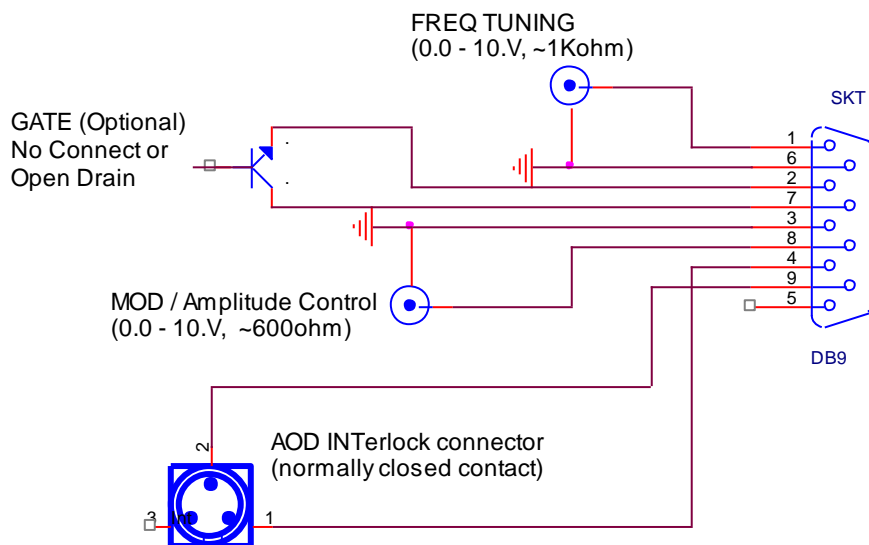 FREQ TUNING
(0.0 - 10.V, ~1Kohm)
SKT
GATE (Optional)
No Connect or
Open Drain
.
.
1
6
2
7
3
8
4
9
5
MOD / Amplitude Control
(0.0 - 10.V, ~600ohm)
DB9
2
AOD INTerlock connector
(normally closed contact)
3
Int
1